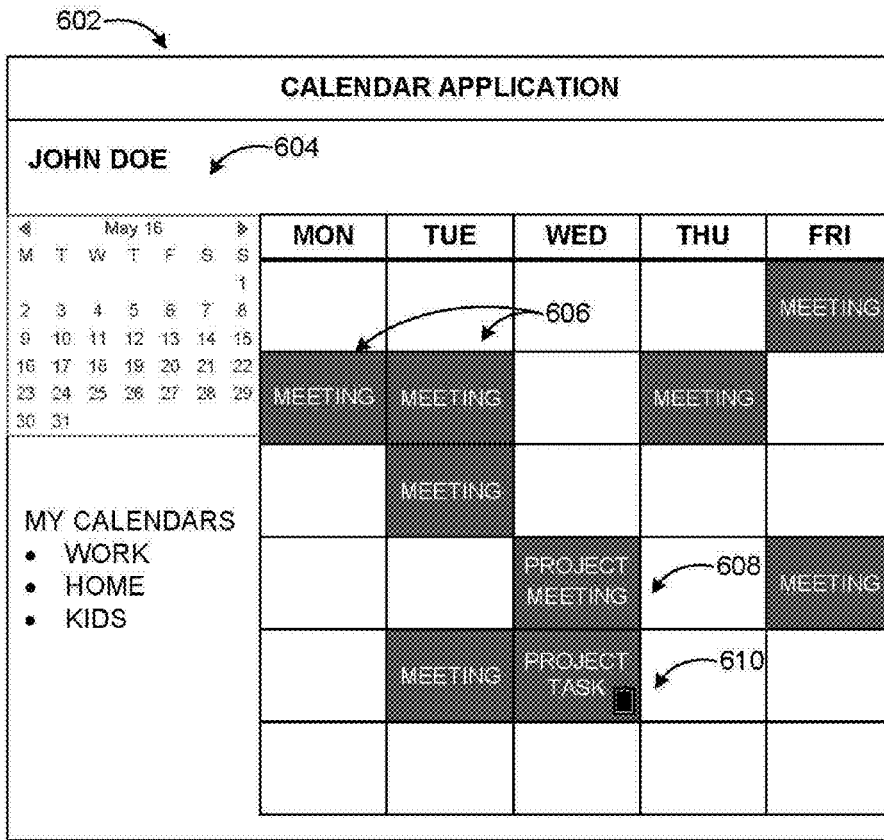 602
CALENDAR APPLICATION
JOHN DOE
604
May 16
M T W T F S S
1
2 3 4 5 6 7 8
9 10 11 12 13 14 15
16 17 18 19 20 21 22
23 24 25 26 27 28 29
30 31
MON TUE WED THU FRI
MEETING
606
MEETING MEETING MEETING
MEETING
PROJECT
MEETING
608
MEETING
MEETING
PROJECT
TASK
610
MY CALENDARS
• WORK
• HOME
• KIDS